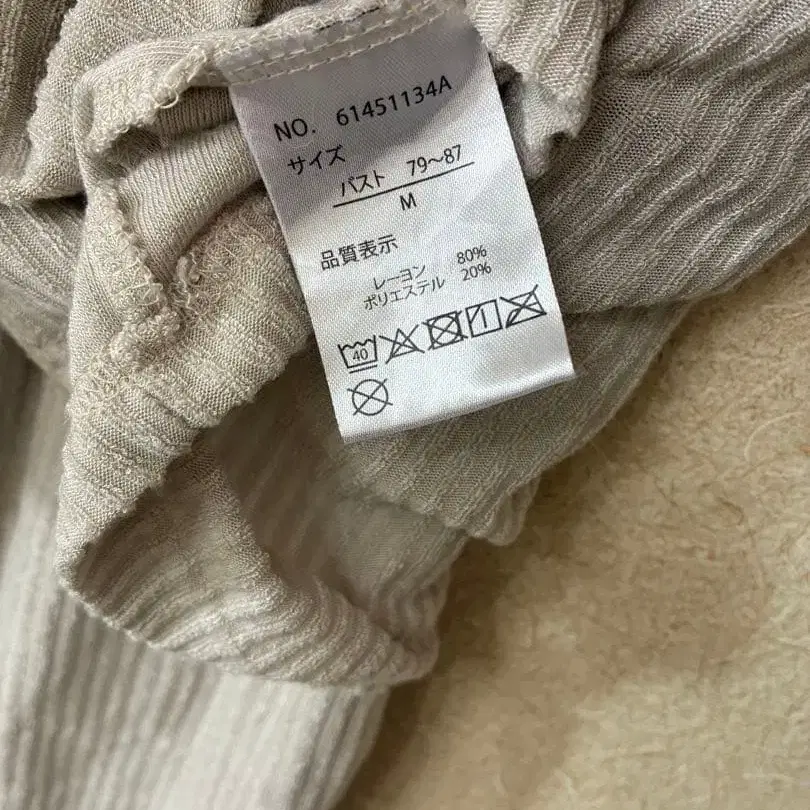 NO. 61451134A
サイズ
バスト 79〜87
M
品質表示
レーヨン 80%
ポリエステル 20%
40